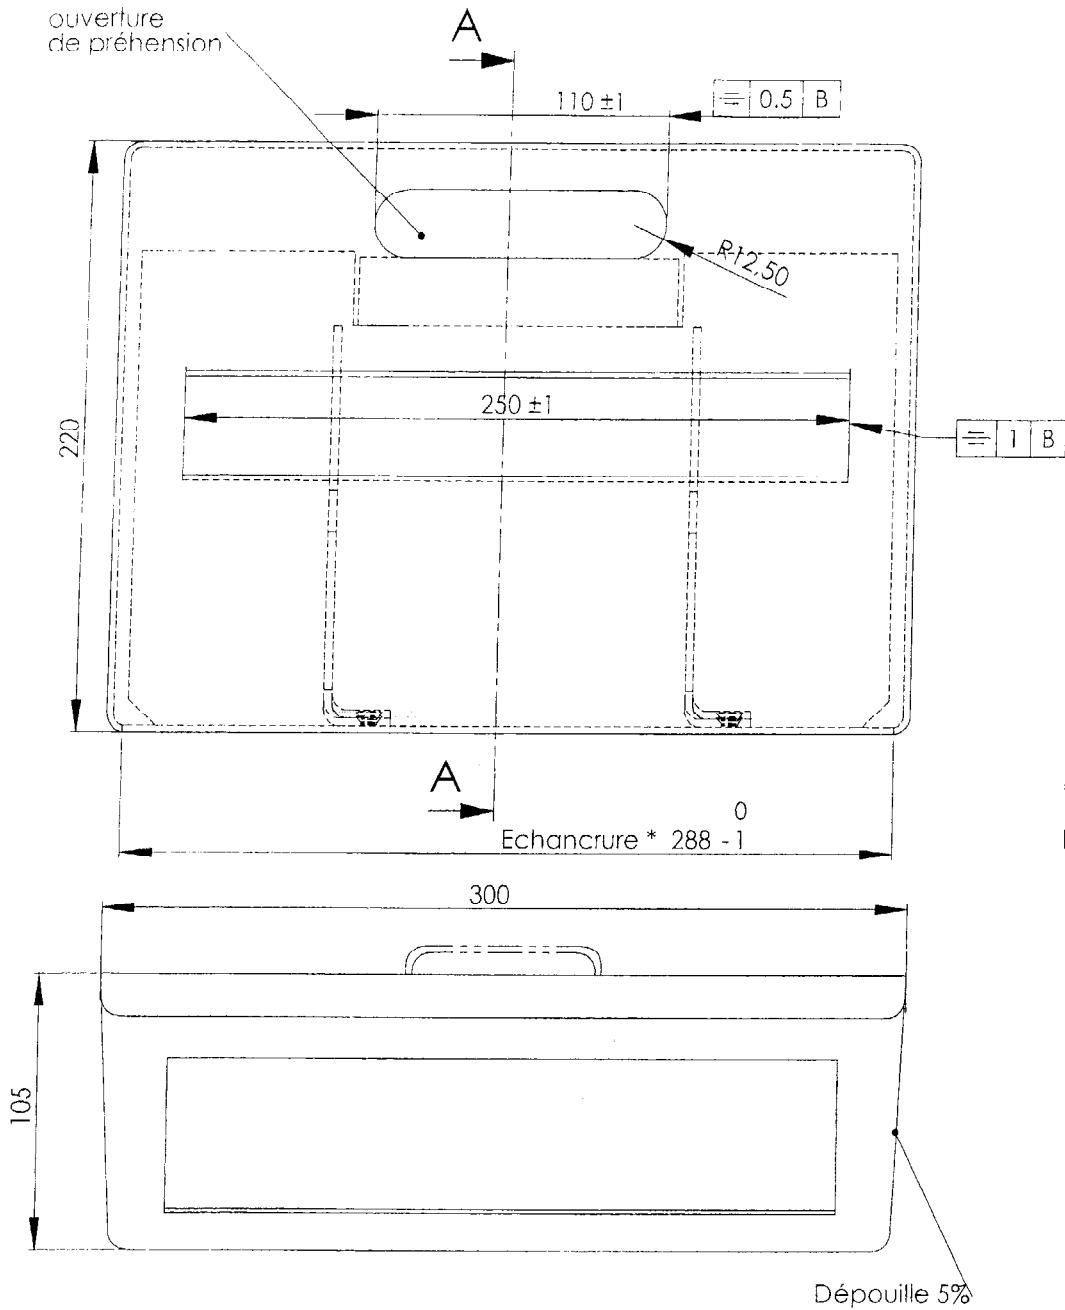 ouverture
de préhension
A
110 ±1
⌯ 0.5 B
R12,50
250 ±1
⌯ 1 B
220
A
0
Echancrure * 288 - 1
300
105
Dépouille 5%